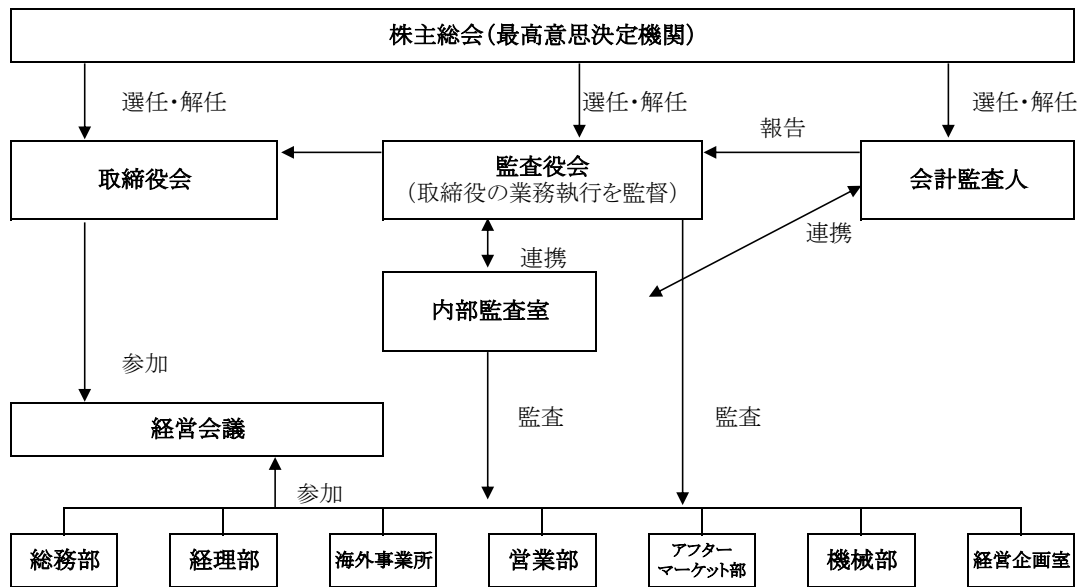 株主総会(最高意思決定機関)
選任・解任
選任・解任
選任・解任
報告
取締役会
監査役会
(取締役の業務執行を監督)
会計監査人
連携
連携
内部監査室
参加
経営会議
監査
監査
参加
総務部
経理部
海外事業所
営業部
アフター
マーケット部
機械部
経営企画室